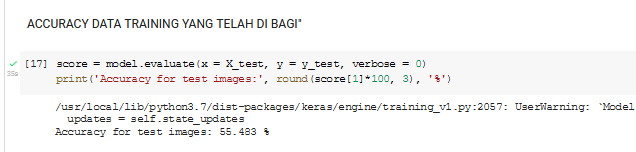 ACCURACY DATA TRAINING YANG TELAH DI BAGI"
[17] score = model.evaluate(x = X_test, y = y_test, verbose = 0)
35s
print('Accuracy for test images:', round(score[1]*100, 3), '%')
/usr/local/lib/python3.7/dist-packages/keras/engine/training_v1.py:2057: UserWarning: `Model
updates = self.state_updates
Accuracy for test images: 55.483 %